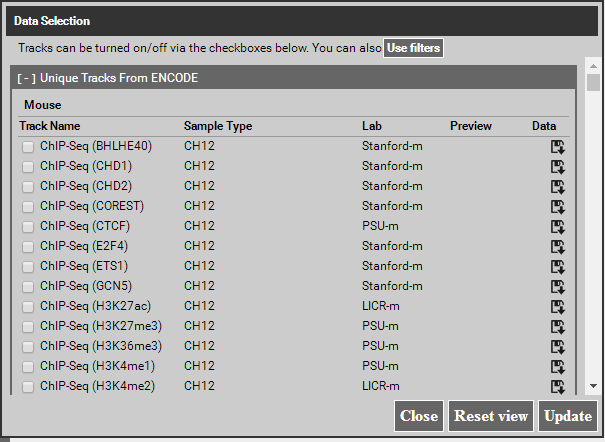 Data Selection
Tracks can be turned on/off via the checkboxes below. You can also Use filters
[-] Unique Tracks From ENCODE
Mouse
Track Name Sample Type Lab Preview Data
ChIP-Seq (BHLHE40) CH12 Stanford-m
ChIP-Seq (CHD1) CH12 Stanford-m
ChIP-Seq (CHD2) CH12 Stanford-m
ChIP-Seq (COREST) CH12 Stanford-m
ChIP-Seq (CTCF) CH12 PSU-m
ChIP-Seq (E2F4) CH12 Stanford-m
ChIP-Seq (ETS1) CH12 Stanford-m
ChIP-Seq (GCN5) CH12 Stanford-m
ChIP-Seq (H3K27ac) CH12 LICR-m
ChIP-Seq (H3K27me3) CH12 PSU-m
ChIP-Seq (H3K36me3) CH12 PSU-m
ChIP-Seq (H3K4me1) CH12 PSU-m
ChIP-Seq (H3K4me2) CH12 LICR-m
Close Reset view Update